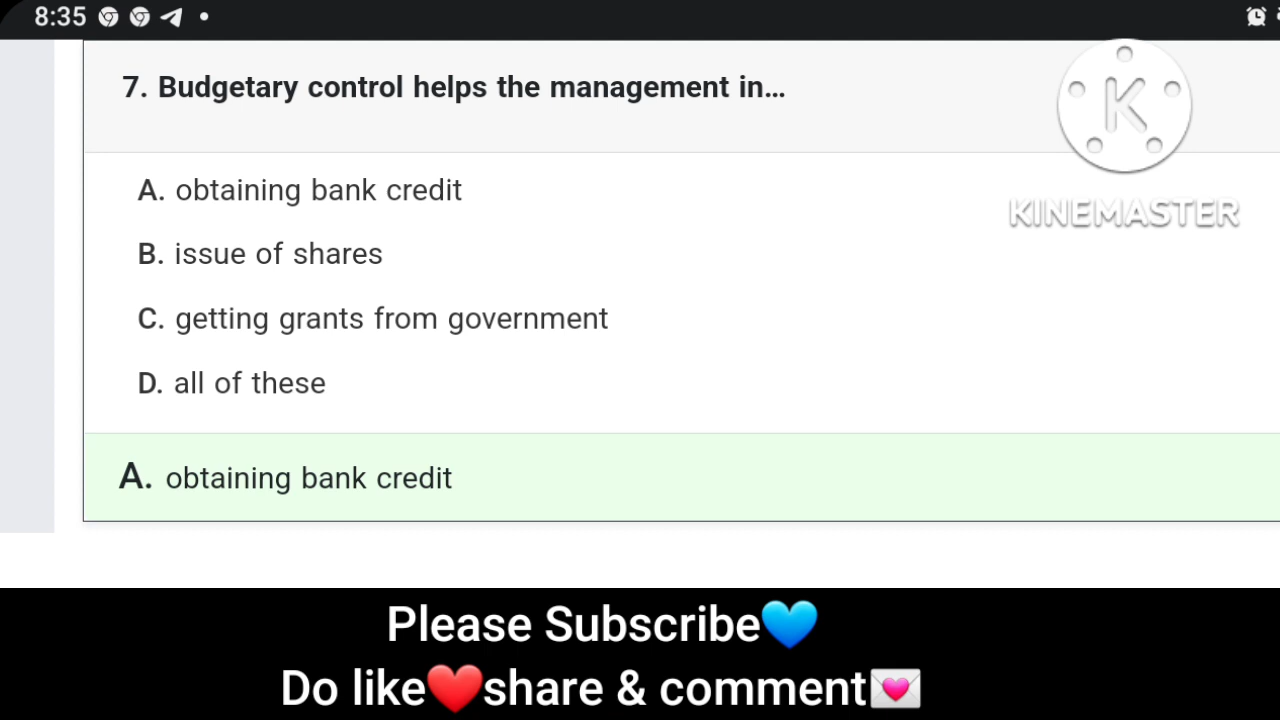 8:35
7. Budgetary control helps the management in...
K
KINEMASTER
A. obtaining bank credit
B. issue of shares
C. getting grants from government
D. all of these
A. obtaining bank credit
Please Subscribe💙
Do like❤️share & comment💌